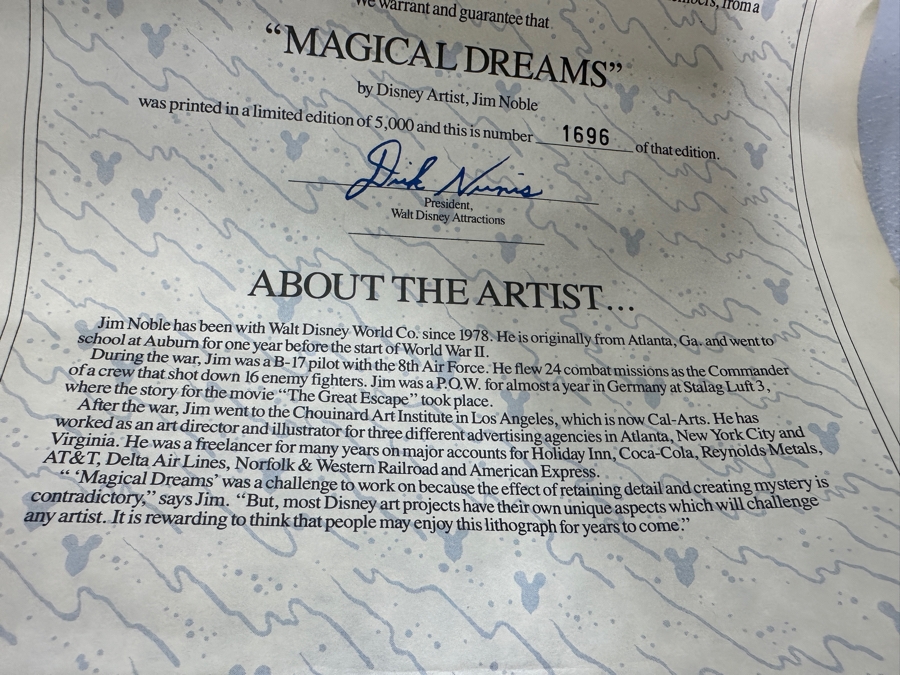 We warrant and guarantee that
from a
“MAGICAL DREAMS”
by Disney Artist, Jim Noble
was printed in a limited edition of 5,000 and this is number 1696 of that edition.
Dick Nunis
President,
Walt Disney Attractions
ABOUT THE ARTIST...
Jim Noble has been with Walt Disney World Co. since 1978. He is originally from Atlanta, Ga. and went to
school at Auburn for one year before the start of World War II.
During the war, Jim was a B-17 pilot with the 8th Air Force. He flew 24 combat missions as the Commander
of a crew that shot down 16 enemy fighters. Jim was a P.O.W. for almost a year in Germany at Stalag Luft 3,
where the story for the movie “The Great Escape” took place.
After the war, Jim went to the Chouinard Art Institute in Los Angeles, which is now Cal-Arts. He has
worked as an art director and illustrator for three different advertising agencies in Atlanta, New York City and
Virginia. He was a freelancer for many years on major accounts for Holiday Inn, Coca-Cola, Reynolds Metals,
AT&T, Delta Air Lines, Norfolk & Western Railroad and American Express.
“ ‘Magical Dreams’ was a challenge to work on because the effect of retaining detail and creating mystery is
contradictory,” says Jim. “But, most Disney art projects have their own unique aspects which will challenge
any artist. It is rewarding to think that people may enjoy this lithograph for years to come.”